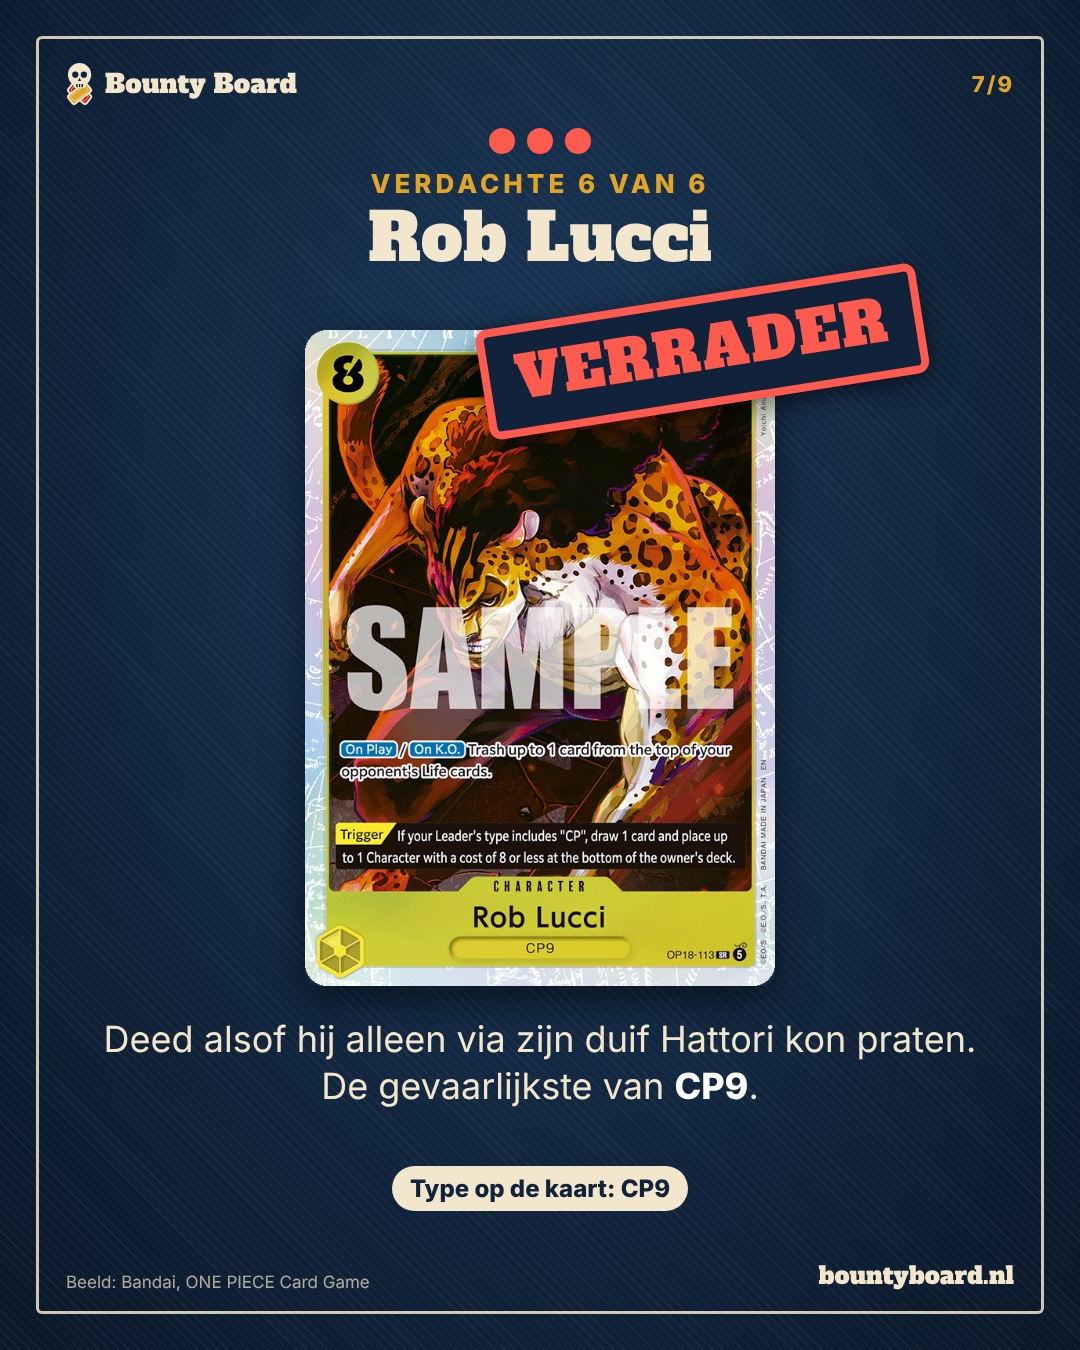 Bounty Board
7/9
VERDACHTE 6 VAN 6
Rob Lucci
VERRADER
8
SAMPLE
On Play / On K.O. Trash up to 1 card from the top of your
opponent's Life cards.
Trigger If your Leader's type includes "CP", draw 1 card and place up
to 1 Character with a cost of 8 or less at the bottom of the owner's deck.
CHARACTER
Rob Lucci
CP9
OP18-113 SR 5
BANDAI MADE IN JAPAN EN
Deed alsof hij alleen via zijn duif Hattori kon praten.
De gevaarlijkste van CP9.
Type op de kaart: CP9
Beeld: Bandai, ONE PIECE Card Game
bountyboard.nl